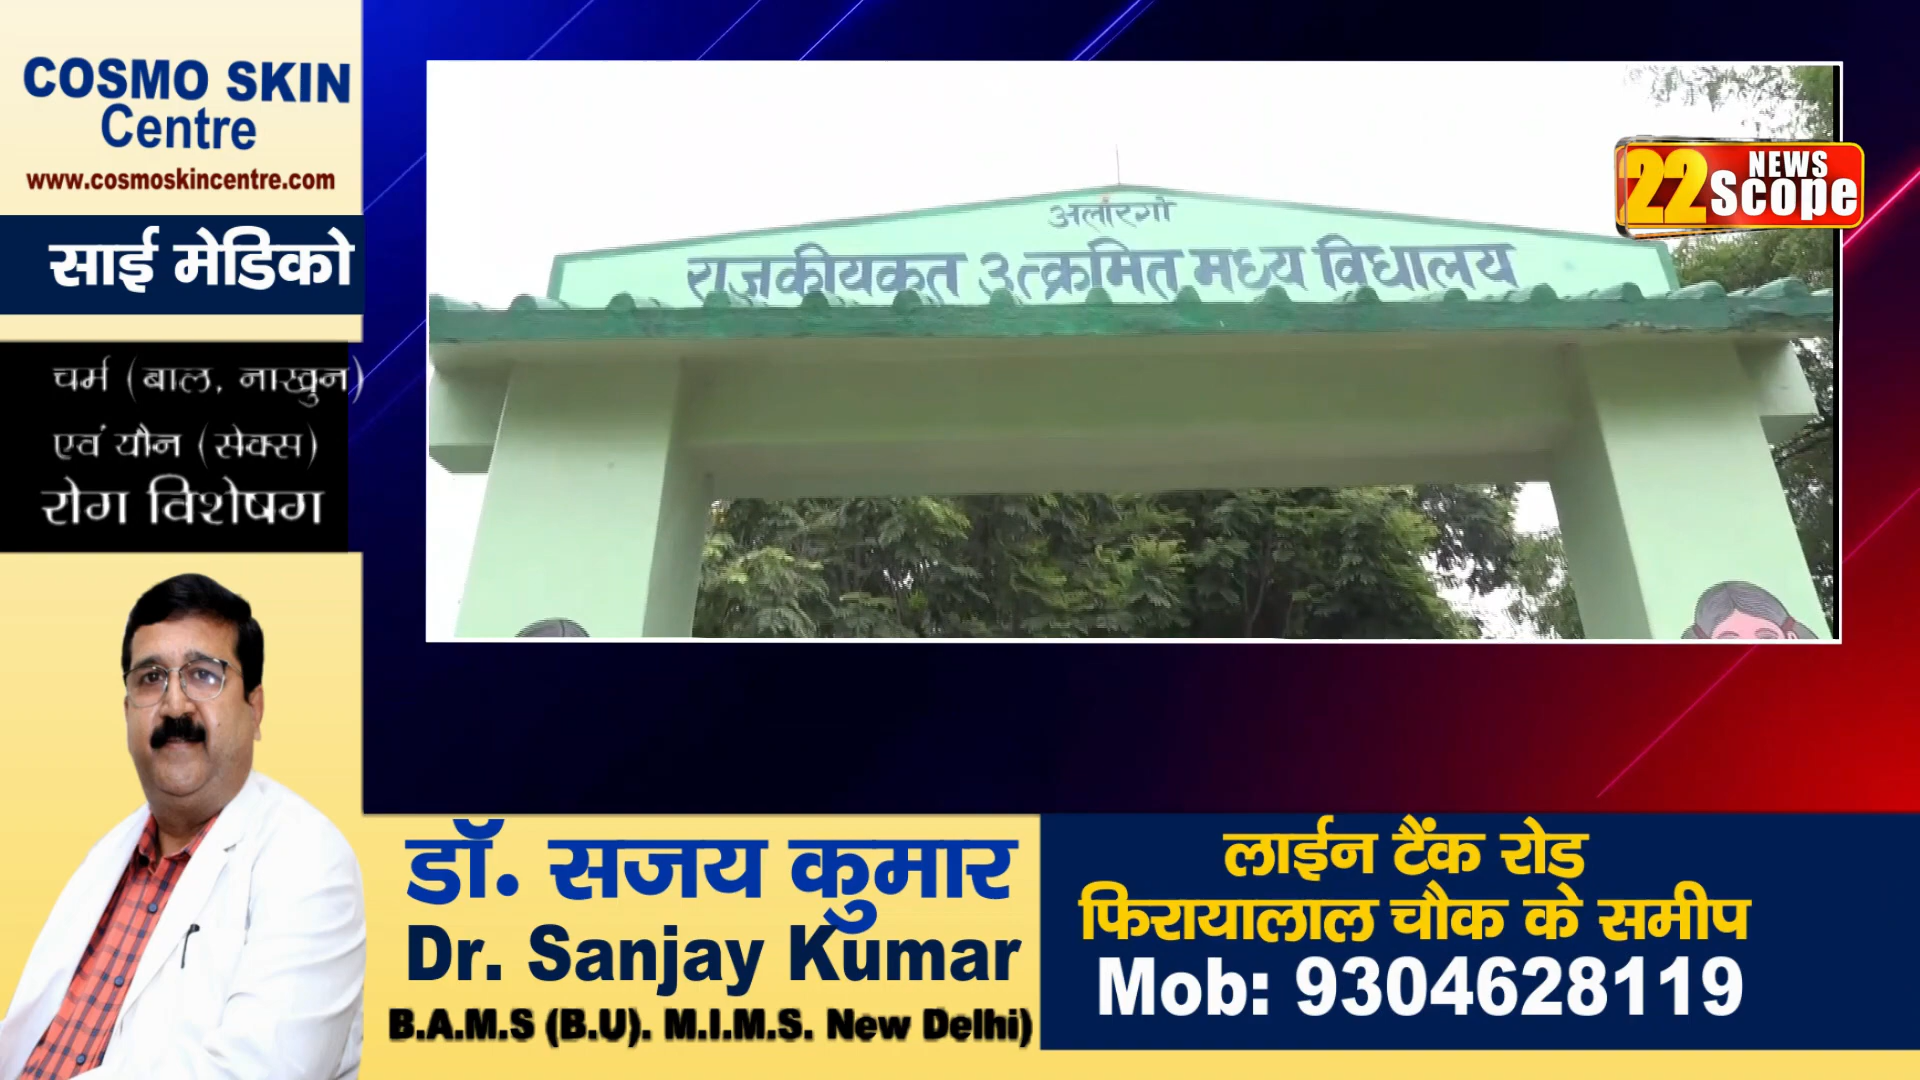 COSMO SKIN
Centre
www.cosmoskincentre.com
साई मेडिको
चर्म (बाल, नाखुन)
एवं यौन (सेक्स)
रोग विशेषग
22 NEWS
Scope
अलारगो
राजकीयकृत उत्क्रमित मध्य विधालय
डॉ. सजय कुमार
Dr. Sanjay Kumar
B.A.M.S (B.U). M.I.M.S. New Delhi)
लाईन टैंक रोड
फिरायालाल चौक के समीप
Mob: 9304628119